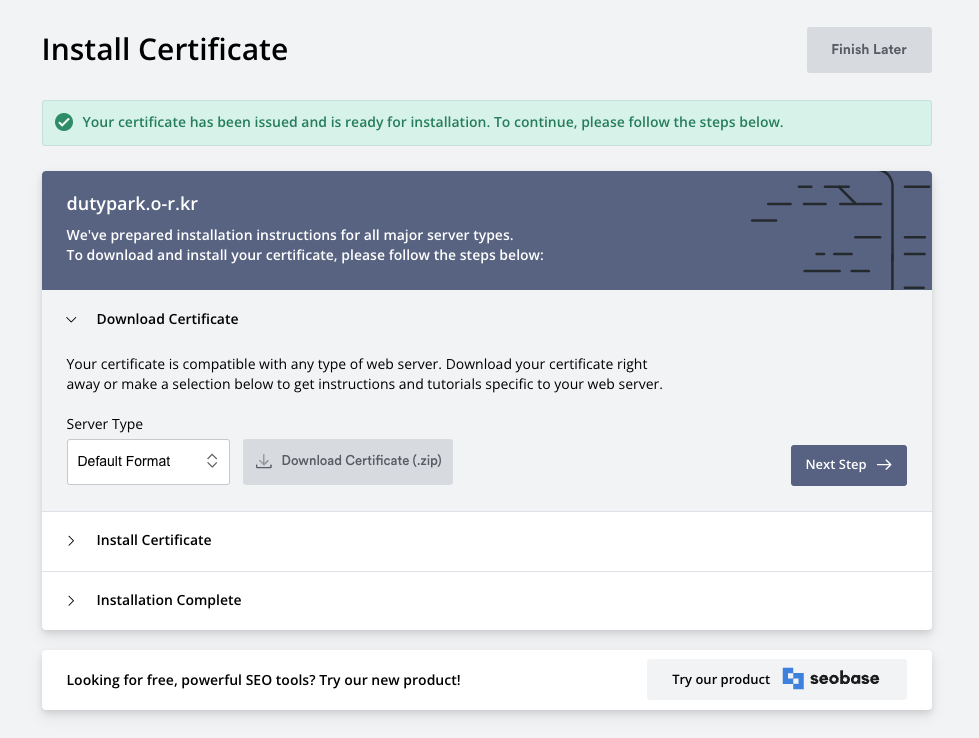 Install Certificate
Finish Later
Your certificate has been issued and is ready for installation. To continue, please follow the steps below.
dutypark.o-r.kr
We've prepared installation instructions for all major server types.
To download and install your certificate, please follow the steps below:
Download Certificate
Your certificate is compatible with any type of web server. Download your certificate right
away or make a selection below to get instructions and tutorials specific to your web server.
Server Type
Default Format
Download Certificate (.zip)
Next Step
Install Certificate
Installation Complete
Looking for free, powerful SEO tools? Try our new product!
Try our product seobase